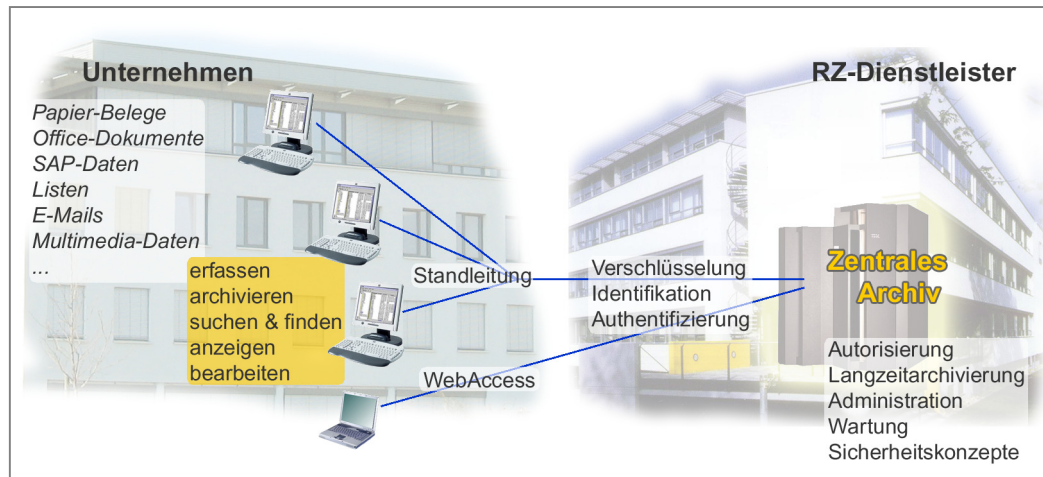 Unternehmen
Papier-Belege
Office-Dokumente
SAP-Daten
Listen
E-Mails
Multimedia-Daten
...
erfassen
archivieren
suchen & finden
anzeigen
bearbeiten
Standleitung
WebAccess
Verschlüsselung
Identifikation
Authentifizierung
RZ-Dienstleister
Zentrales
Archiv
Autorisierung
Langzeitarchivierung
Administration
Wartung
Sicherheitskonzepte